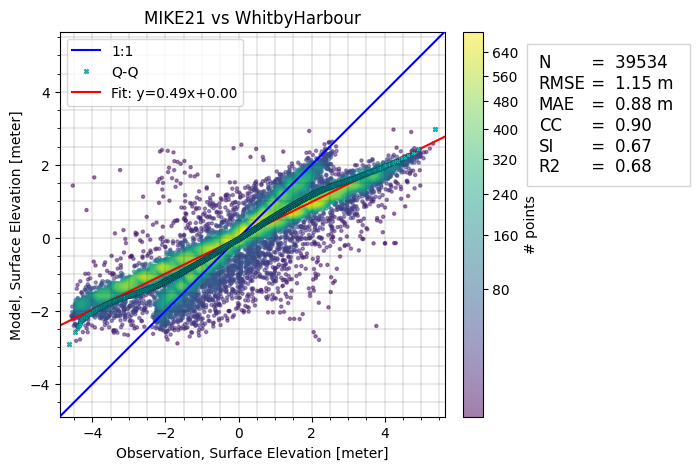 MIKE21 vs WhitbyHarbour
1:1
Q-Q
Fit: y=0.49x+0.00
Model, Surface Elevation [meter]
4
2
0
−2
−4
−4
−2
0
2
4
Observation, Surface Elevation [meter]
640
560
480
400
320
240
160
80
# points
N = 39534
RMSE = 1.15 m
MAE = 0.88 m
CC = 0.90
SI = 0.67
R2 = 0.68